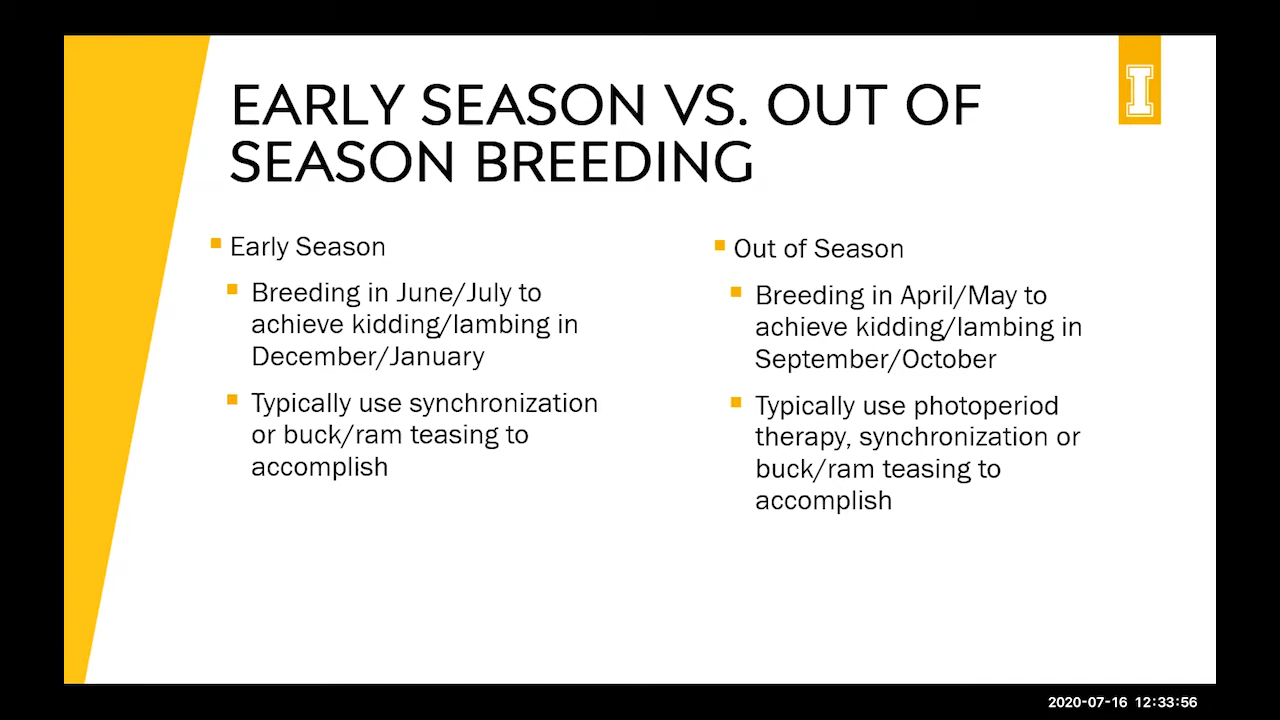 EARLY SEASON VS. OUT OF
SEASON BREEDING
I
Early Season
Breeding in June/July to
achieve kidding/lambing in
December/January
Typically use synchronization
or buck/ram teasing to
accomplish
Out of Season
Breeding in April/May to
achieve kidding/lambing in
September/October
Typically use photoperiod
therapy, synchronization or
buck/ram teasing to
accomplish
2020-07-16 12:33:56